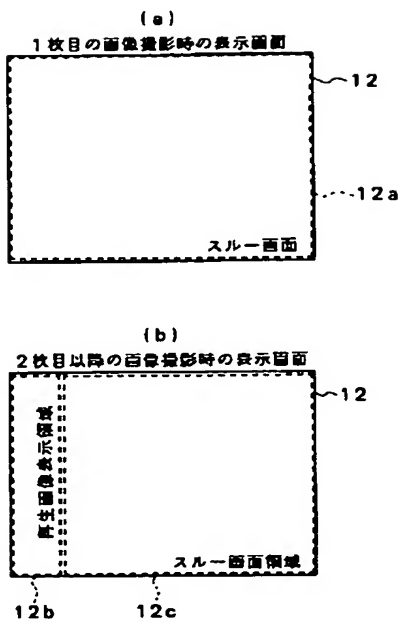 (a)
1枚目の画像撮影時の表示画面
12
12a
スルー画面
(b)
2枚目以降の画像撮影時の表示画面
12
再生画像表示領域
スルー画面領域
12b
12c